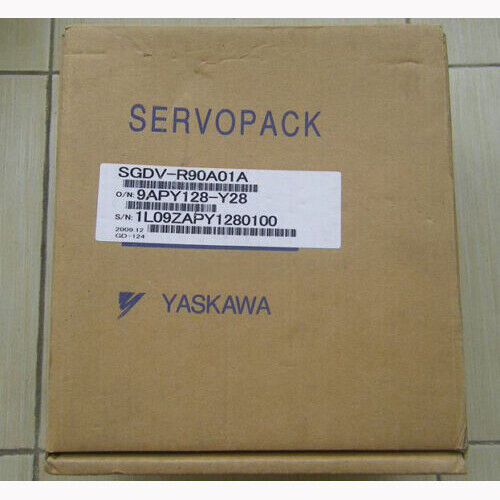 SERVOPACK
SGDV-R90A01A
O/N: 9APY128-Y28
S/N: 1L09ZAPY1280100
2009.12
GD-124
YASKAWA